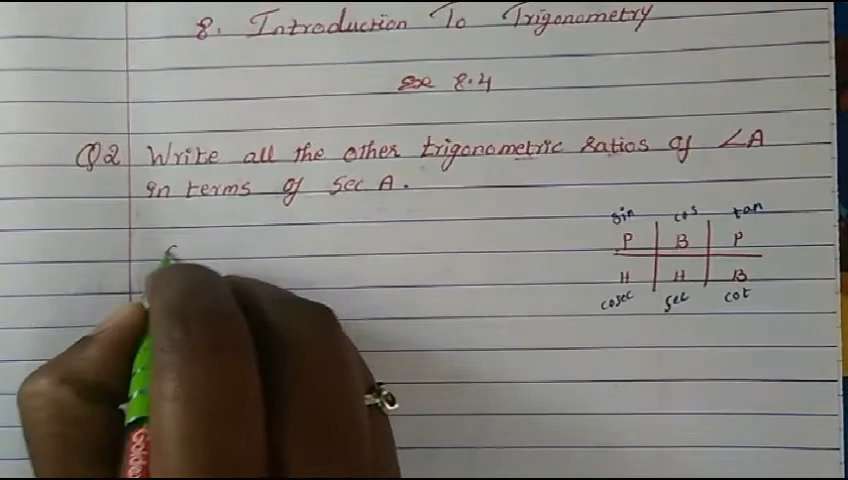 8. Introduction To Trigonometry
Ex 8.4
Q2 Write all the other trigonometric Ratios of ∠A
in terms of Sec A.
sin cos tan
P B P
H H B
cosec sec cot
S
Golden